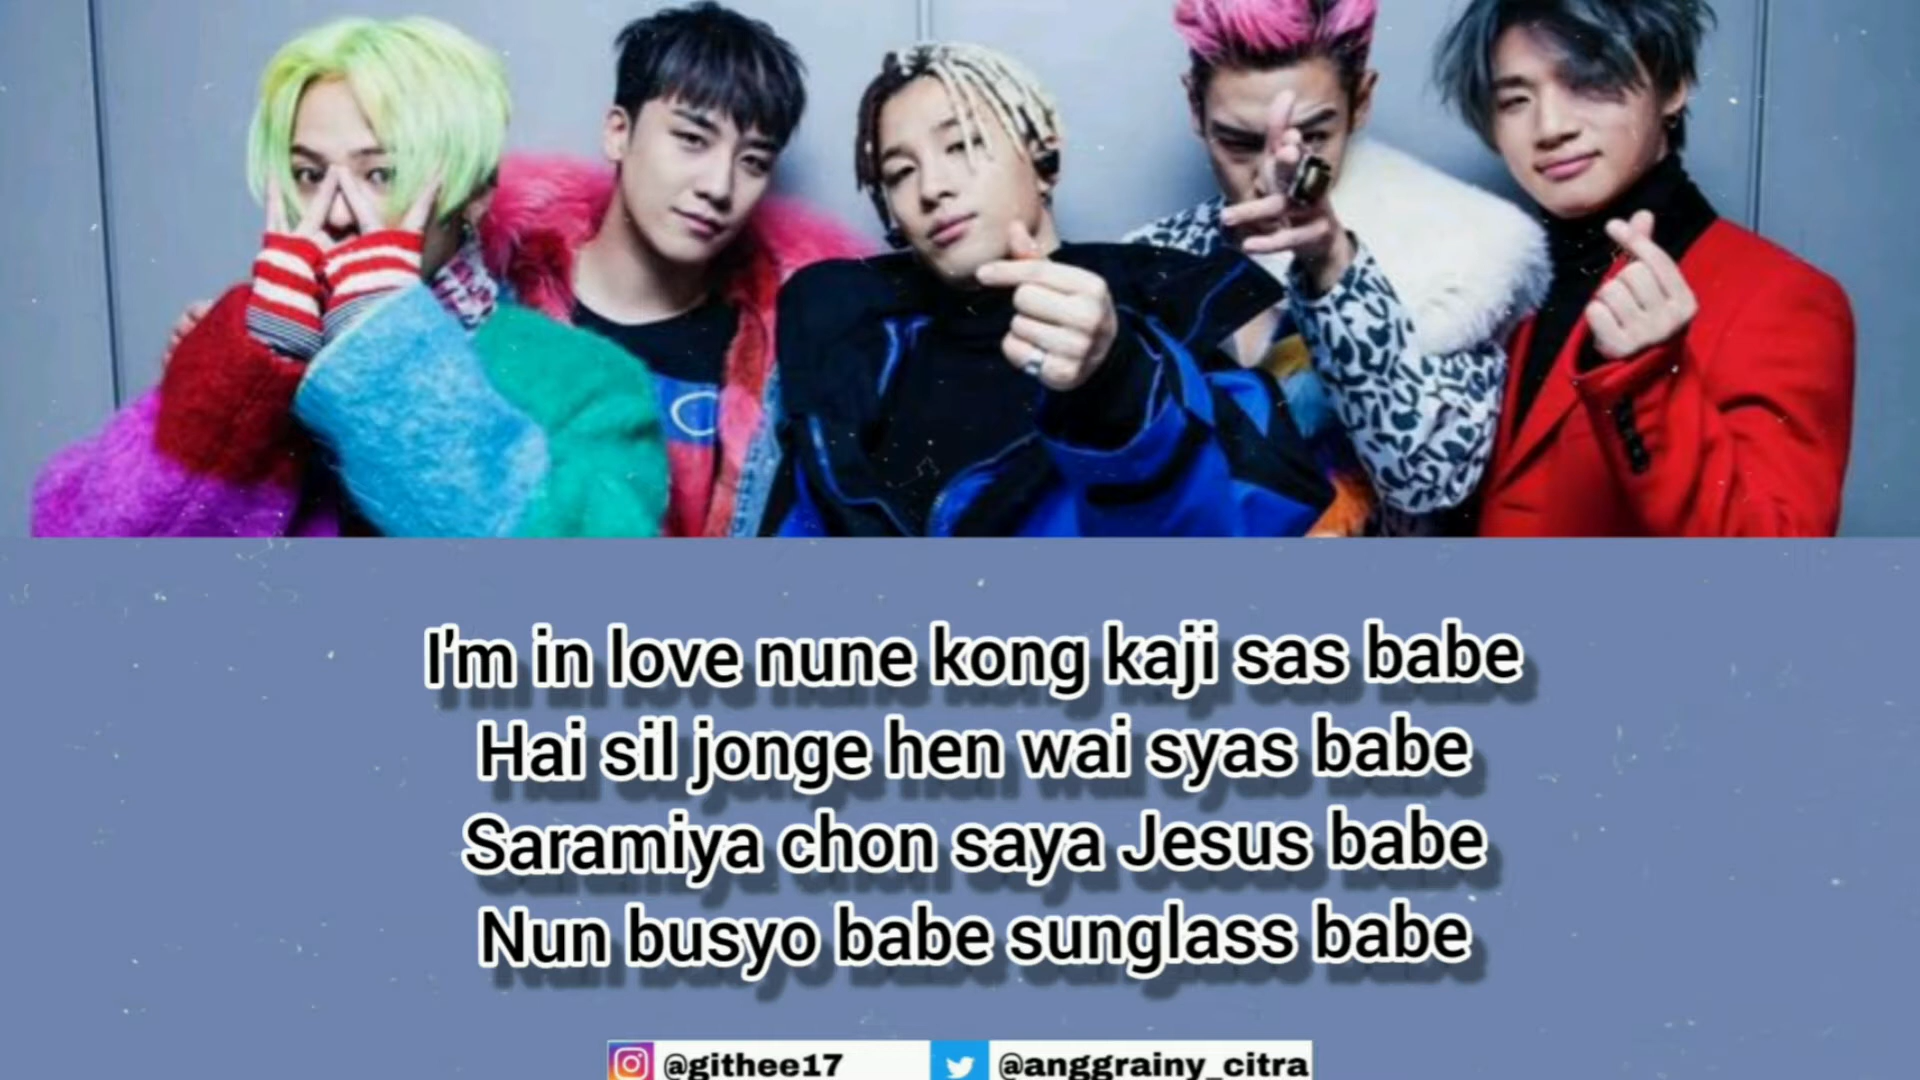 I'm in love nune kong kaji sas babe
Hai sil jonge hen wai syas babe
Saramiya chon saya Jesus babe
Nun busyo babe sunglass babe
@githee17 @anggrainy_citra